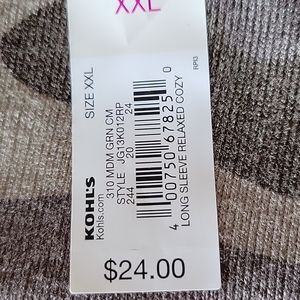 XXL
RPI3
SIZE XXL
KOHL'S
Kohls.com
310 MDM GRN CM
STYLE JG13K012RP
244 20 24
4 00750 67825 0
LONG SLEEVE RELAXED COZY
$24.00